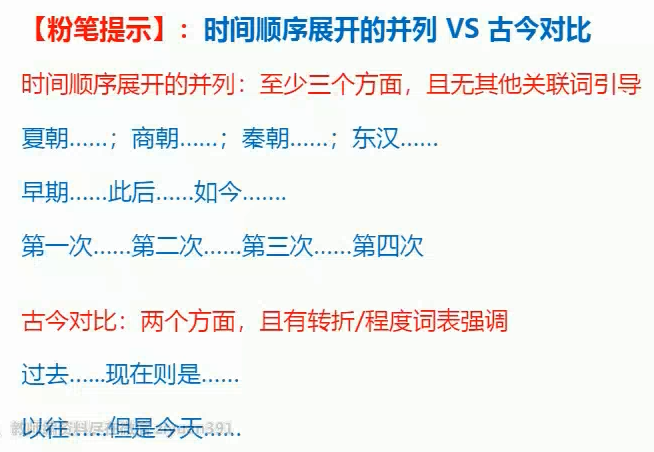 【粉笔提示】：时间顺序展开的并列 VS 古今对比
时间顺序展开的并列：至少三个方面，且无其他关联词引导
夏朝……；商朝……；秦朝……；东汉……
早期……此后……如今…….
第一次……第二次……第三次……第四次
古今对比：两个方面，且有转折/程度词表强调
过去……现在则是……
以往……但是今天……